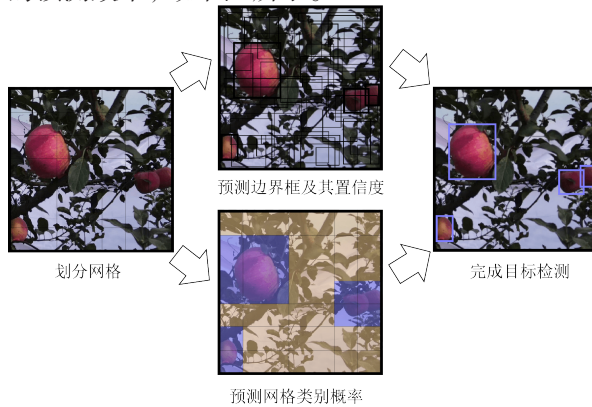 预测边界框及其置信度
划分网格
完成目标检测
预测网格类别概率